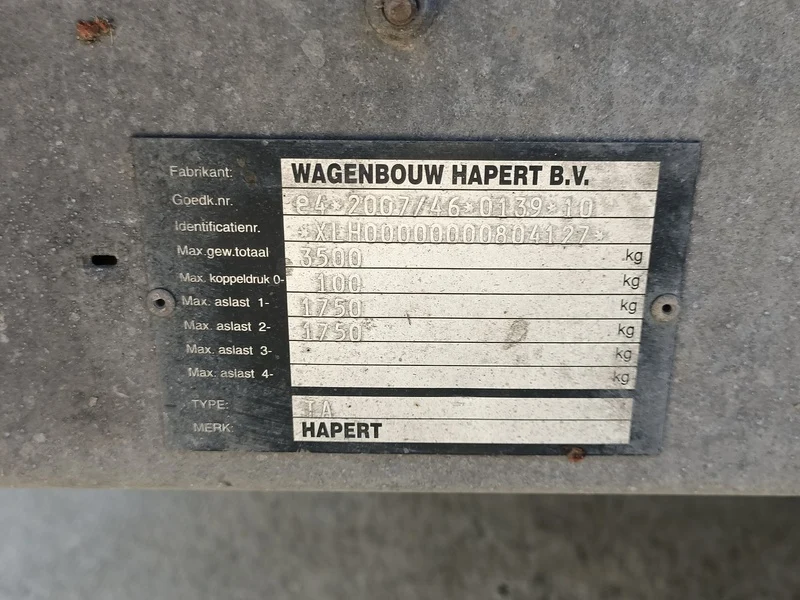 Fabrikant: WAGENBOUW HAPERT B.V.
Goedk.nr. e4*2007/46*0139*10
Identificatienr. *XLH00000000804127*
Max.gew.totaal 3500 kg
Max. koppeldruk 0- 100 kg
Max. aslast 1- 1750 kg
Max. aslast 2- 1750 kg
Max. aslast 3- kg
Max. aslast 4- kg
TYPE: TA
MERK: HAPERT